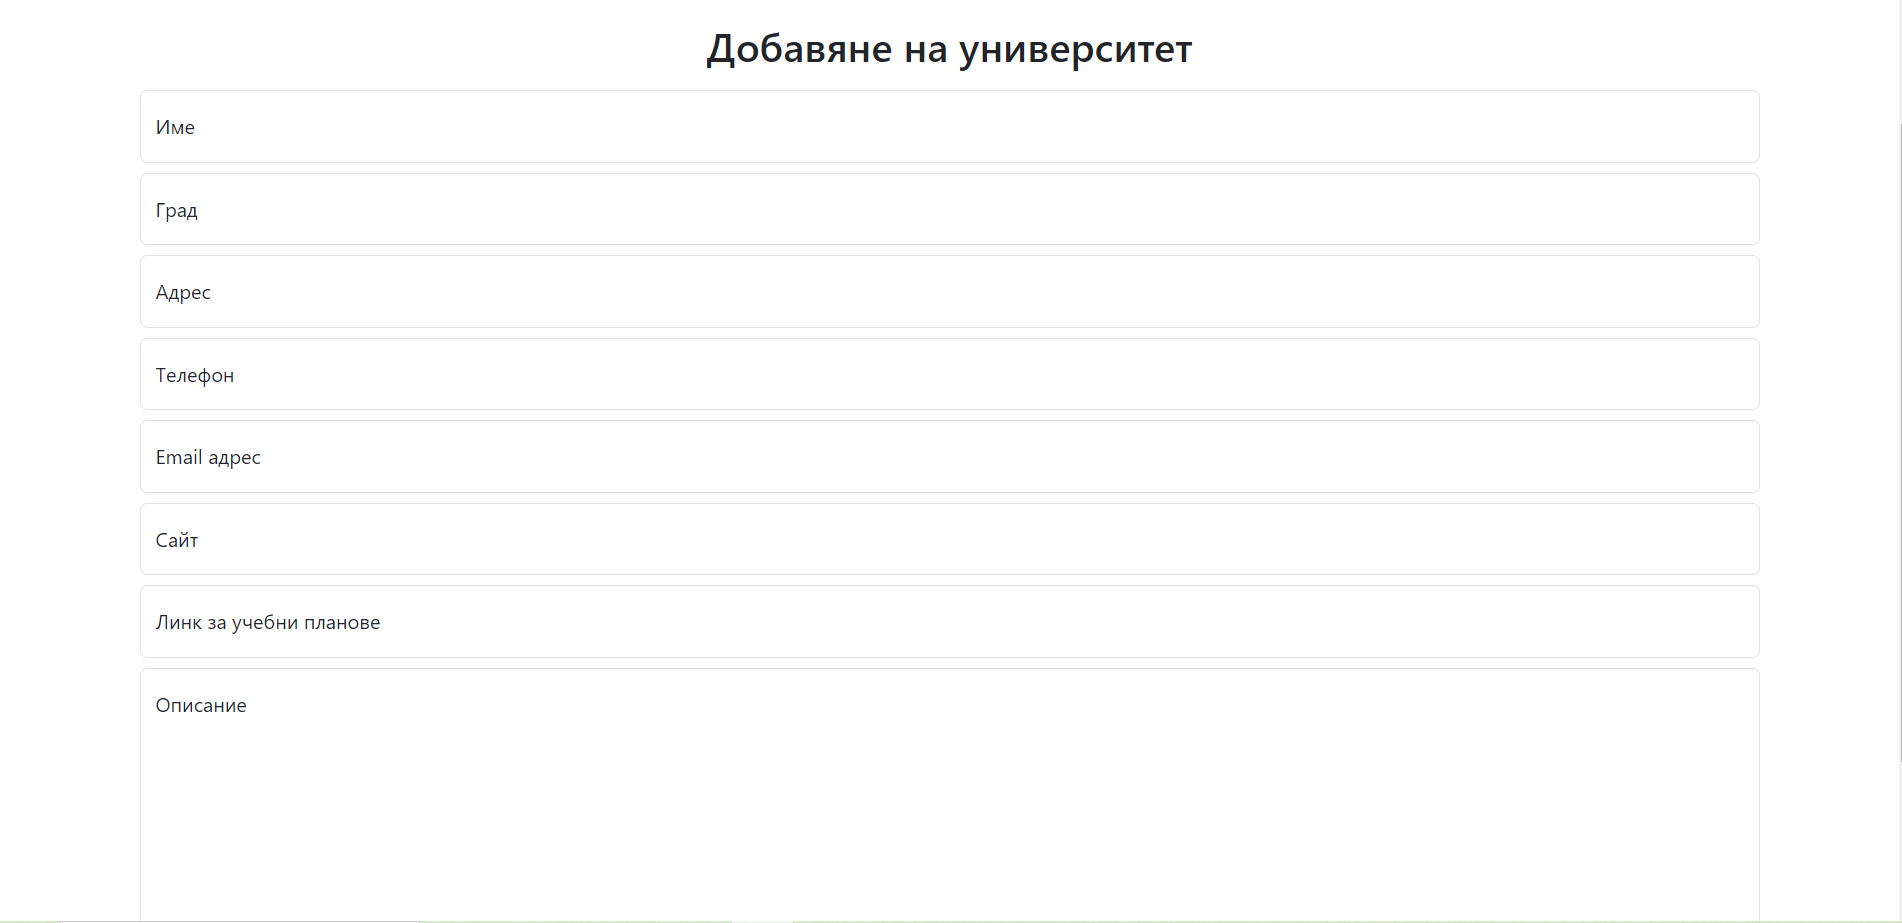 Добавяне на университет
Име
Град
Адрес
Телефон
Email адрес
Сайт
Линк за учебни планове
Описание